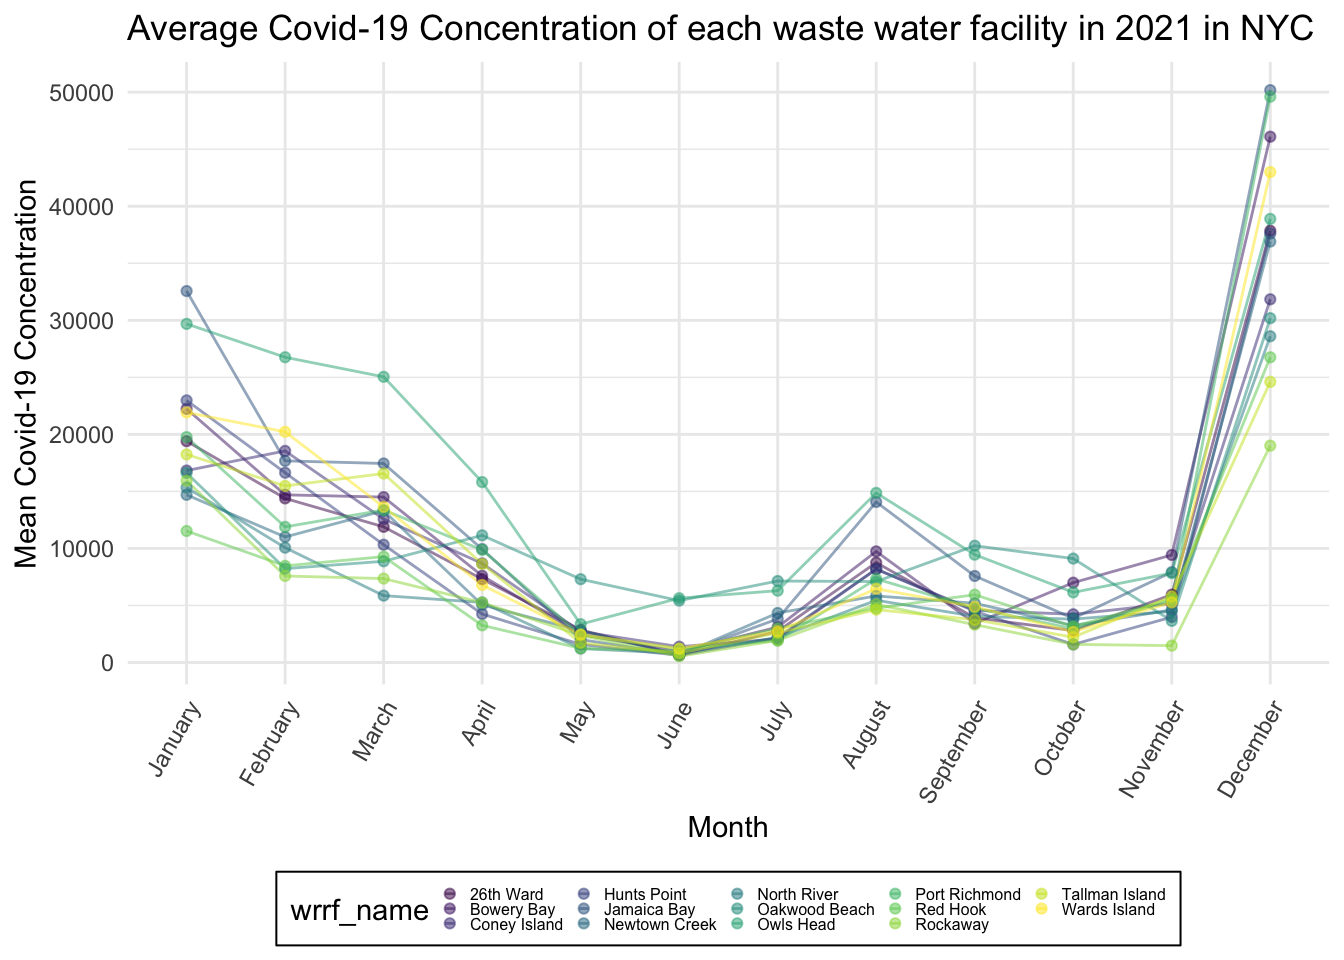 Average Covid-19 Concentration of each waste water facility in 2021 in NYC
Mean Covid-19 Concentration
50000
40000
30000
20000
10000
0
January
February
March
April
May
June
July
August
September
October
November
December
Month
wrrf_name
26th Ward
Bowery Bay
Coney Island
Hunts Point
Jamaica Bay
Newtown Creek
North River
Oakwood Beach
Owls Head
Port Richmond
Red Hook
Rockaway
Tallman Island
Wards Island